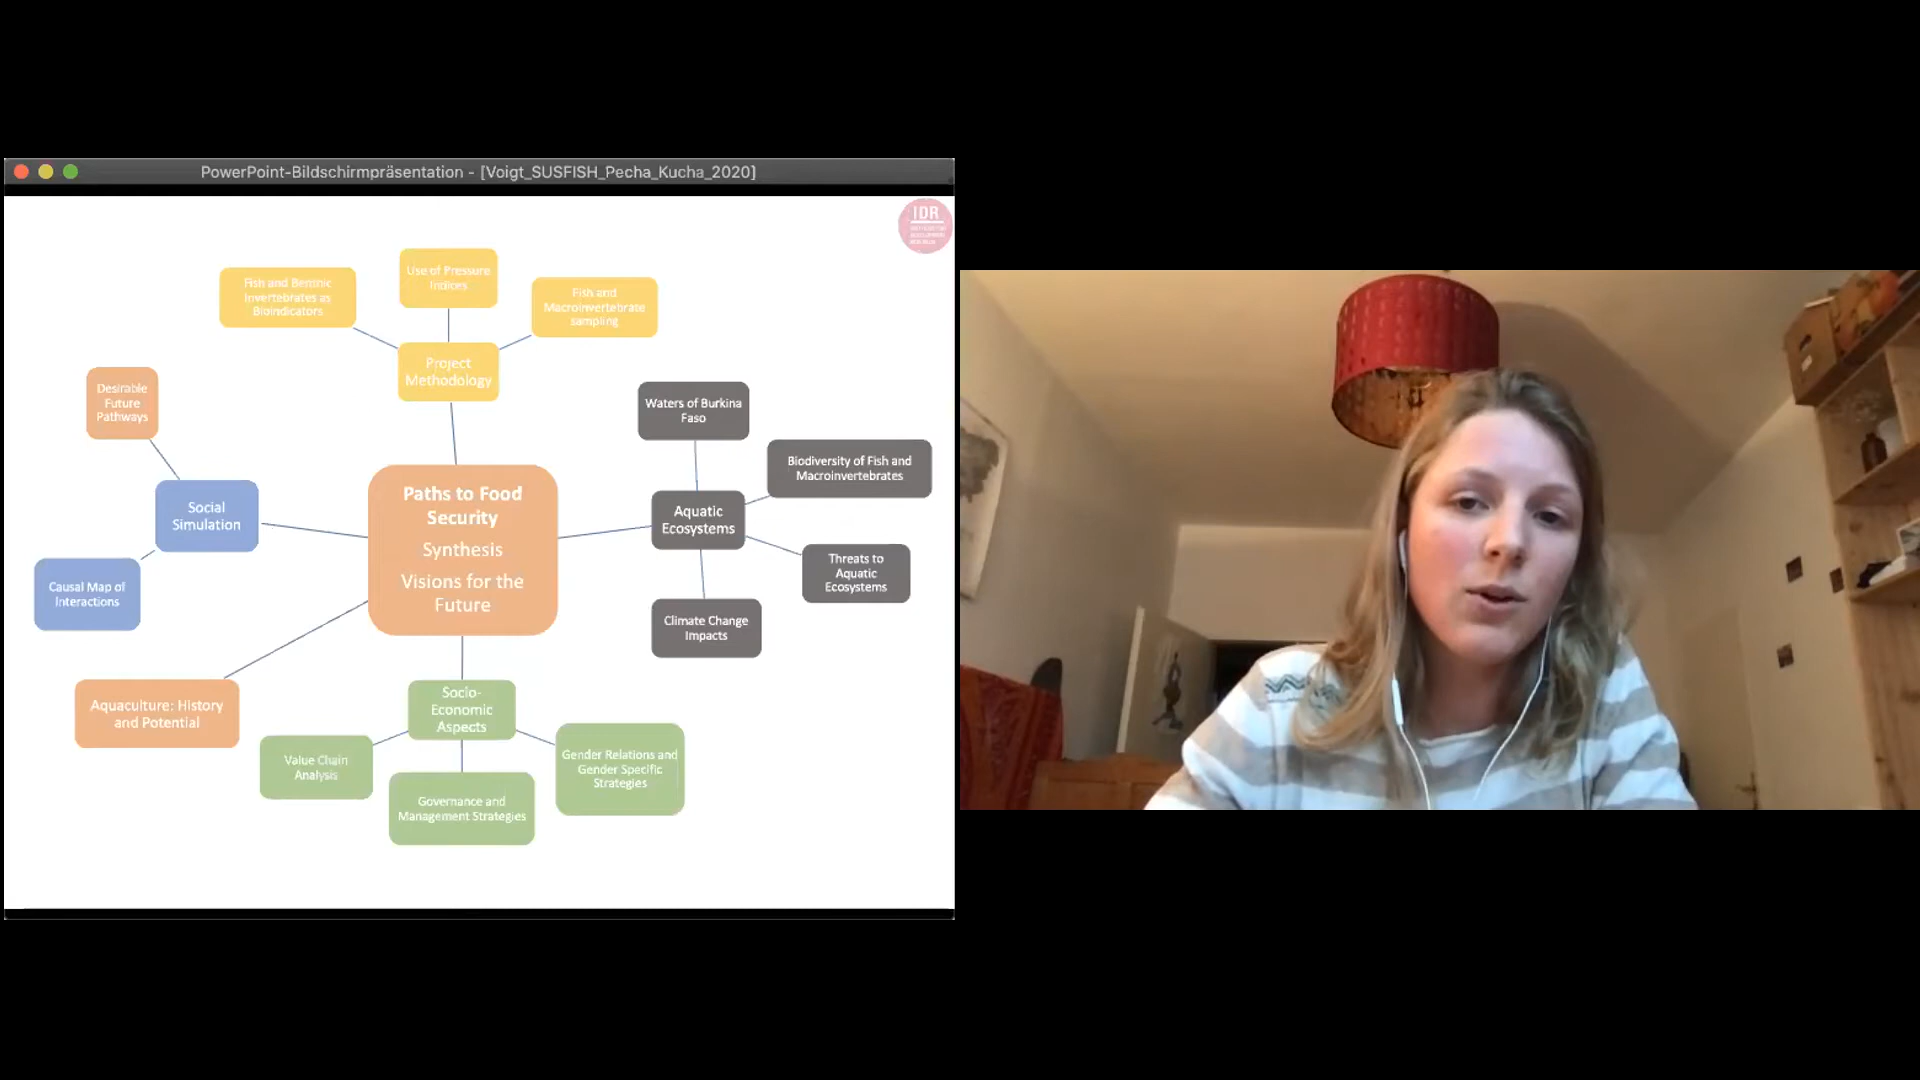 PowerPoint-Bildschirmpräsentation - [Voigt_SUSFISH_Pecha_Kucha_2020]
IDR
Fish and Benthic
Invertebrates as
Bioindicators
Use of Pressure
Indices
Fish and
Macroinvertebrate
sampling
Project
Methodology
Desirable
Future
Pathways
Social
Simulation
Causal Map of
Interactions
Paths to Food
Security
Synthesis
Visions for the
Future
Waters of Burkina
Faso
Biodiversity of Fish and
Macroinvertebrates
Aquatic
Ecosystems
Threats to
Aquatic
Ecosystems
Climate Change
Impacts
Aquaculture: History
and Potential
Socio-
Economic
Aspects
Value Chain
Analysis
Governance and
Management Strategies
Gender Relations and
Gender Specific
Strategies